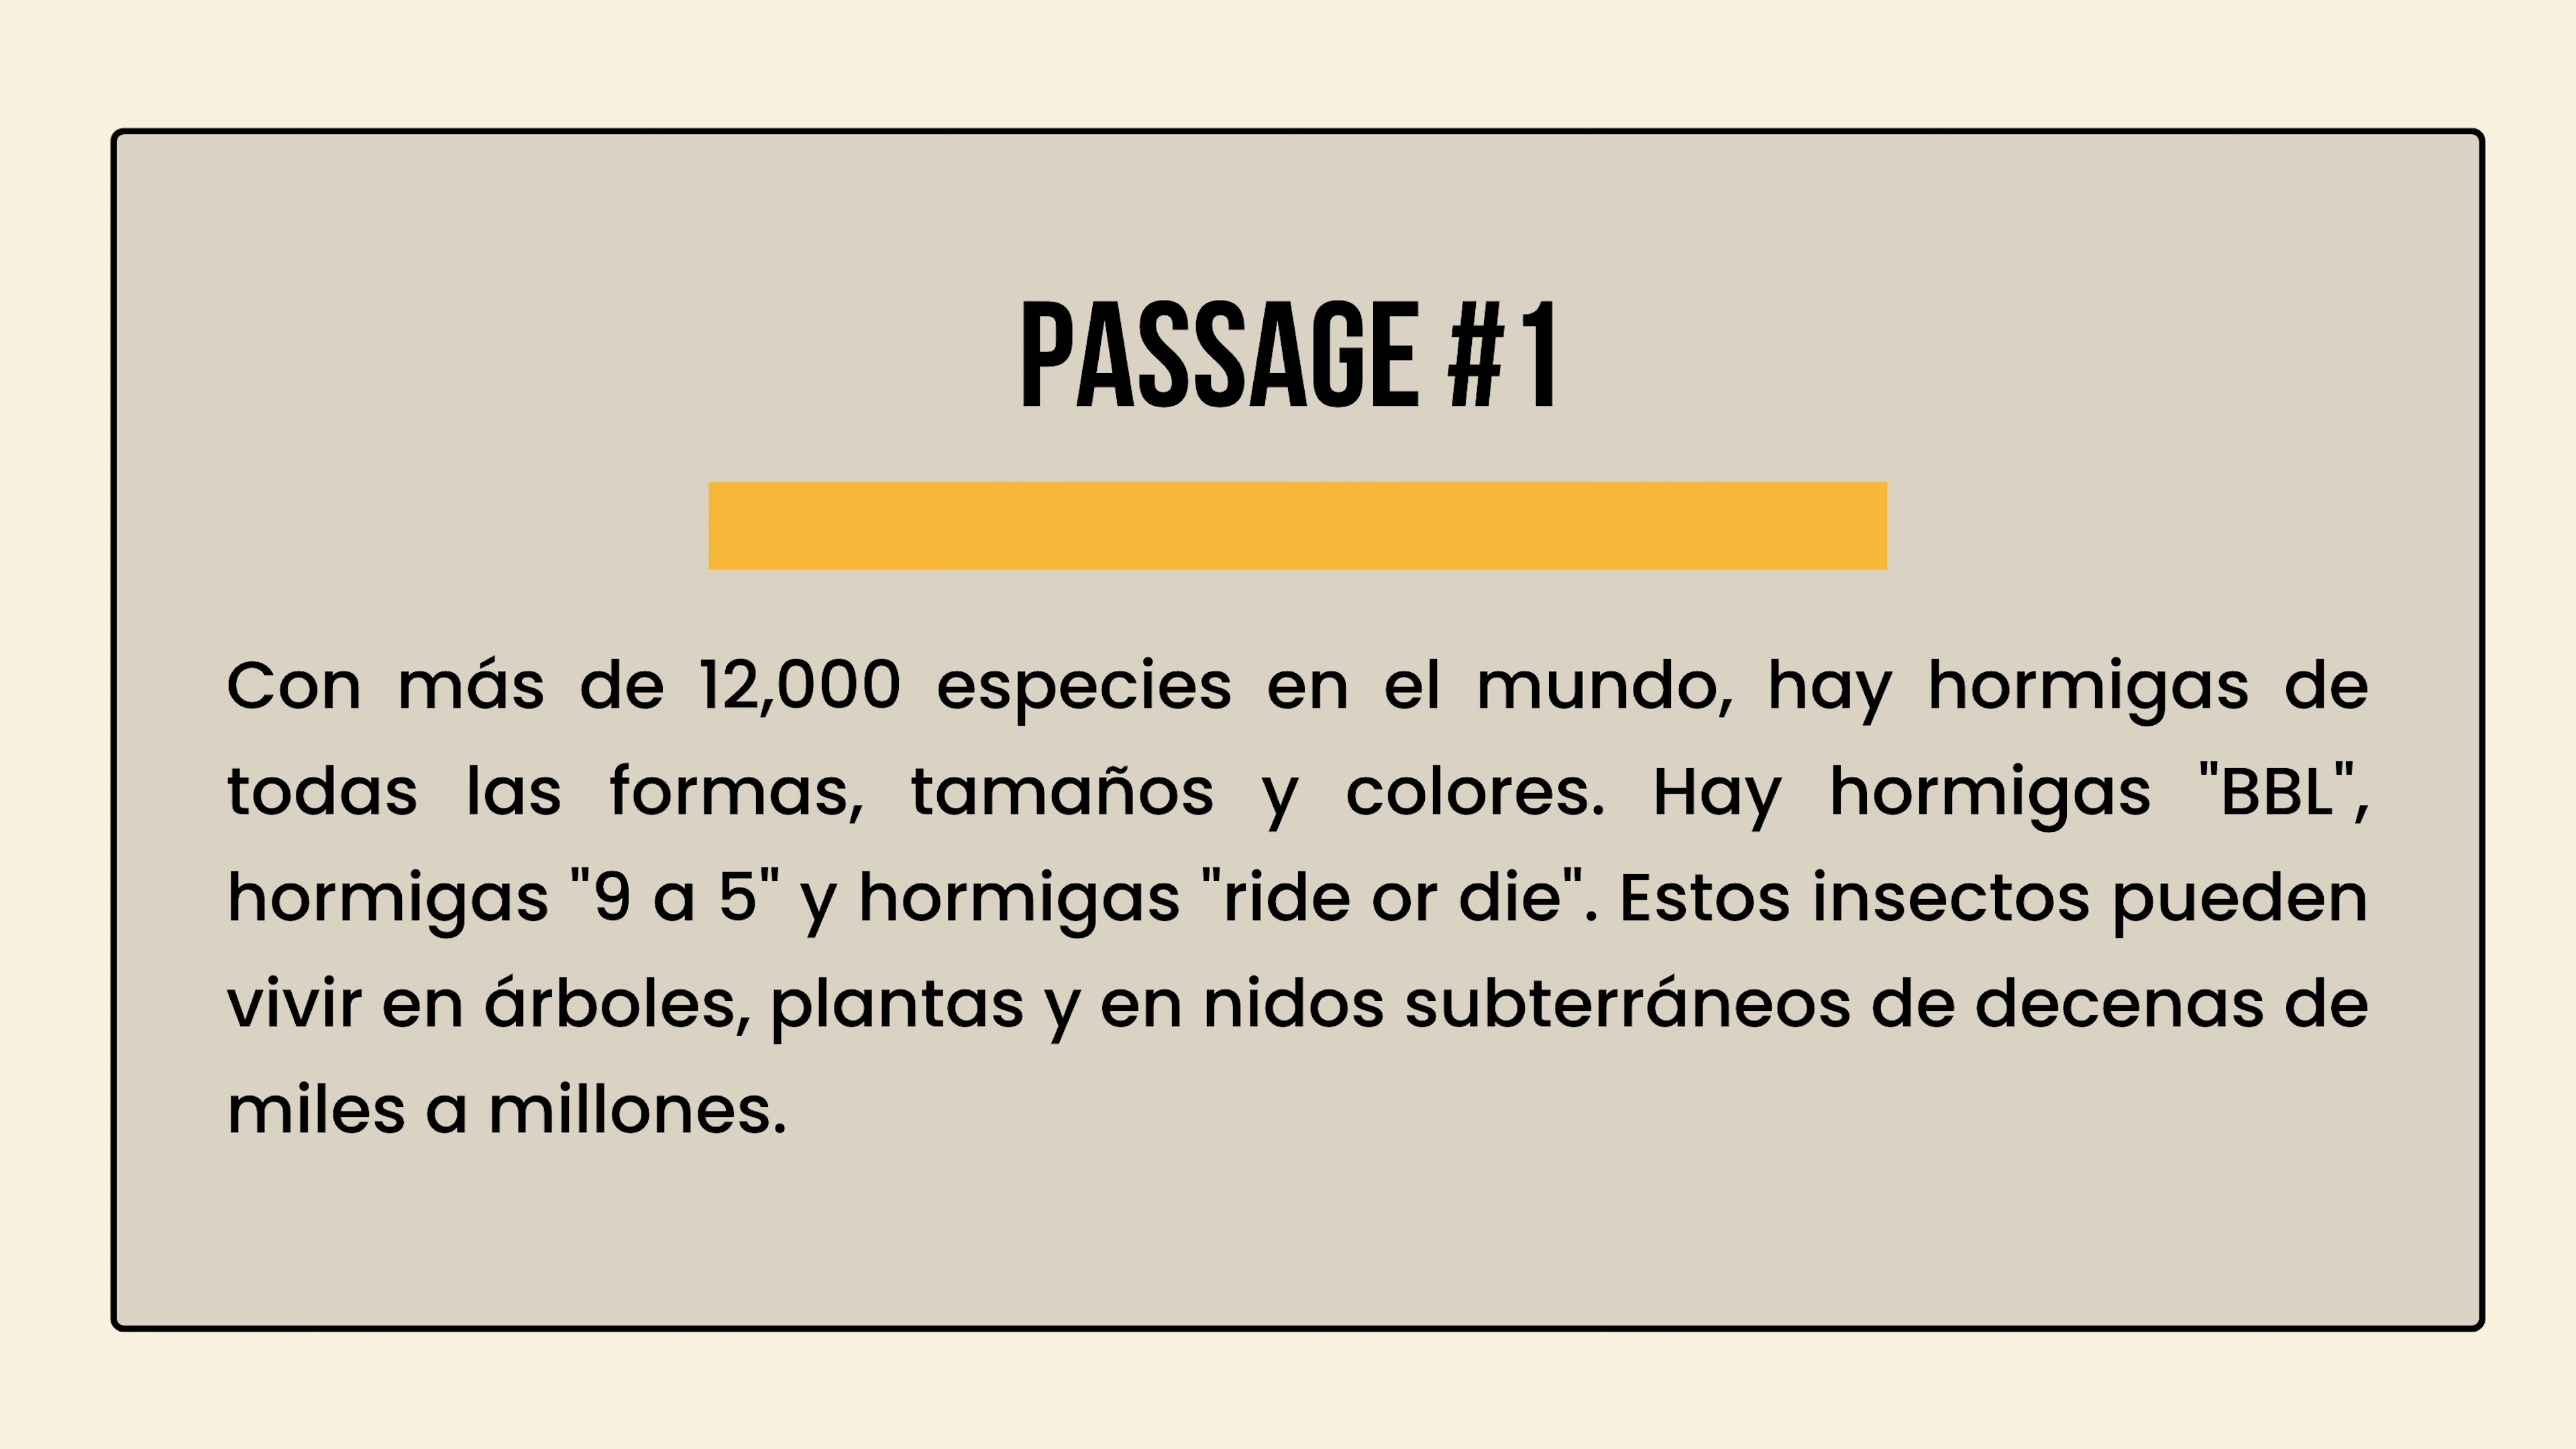 PASSAGE #1
Con más de 12,000 especies en el mundo, hay hormigas de
todas las formas, tamaños y colores. Hay hormigas "BBL",
hormigas "9 a 5" y hormigas "ride or die". Estos insectos pueden
vivir en árboles, plantas y en nidos subterráneos de decenas de
miles a millones.